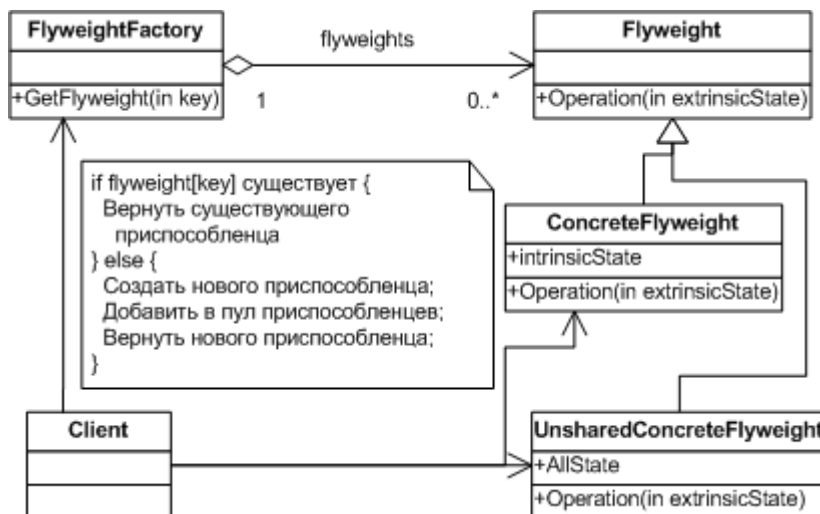 FlyweightFactory
+GetFlyweight(in key)
flyweights
1
0..*
Flyweight
+Operation(in extrinsicState)
if flyweight[key] существует {
Вернуть существующего
приспособленца
} else {
Создать нового приспособленца;
Добавить в пул приспособленцев;
Вернуть нового приспособленца;
}
ConcreteFlyweight
+intrinsicState
+Operation(in extrinsicState)
Client
UnsharedConcreteFlyweight
+AllState
+Operation(in extrinsicState)